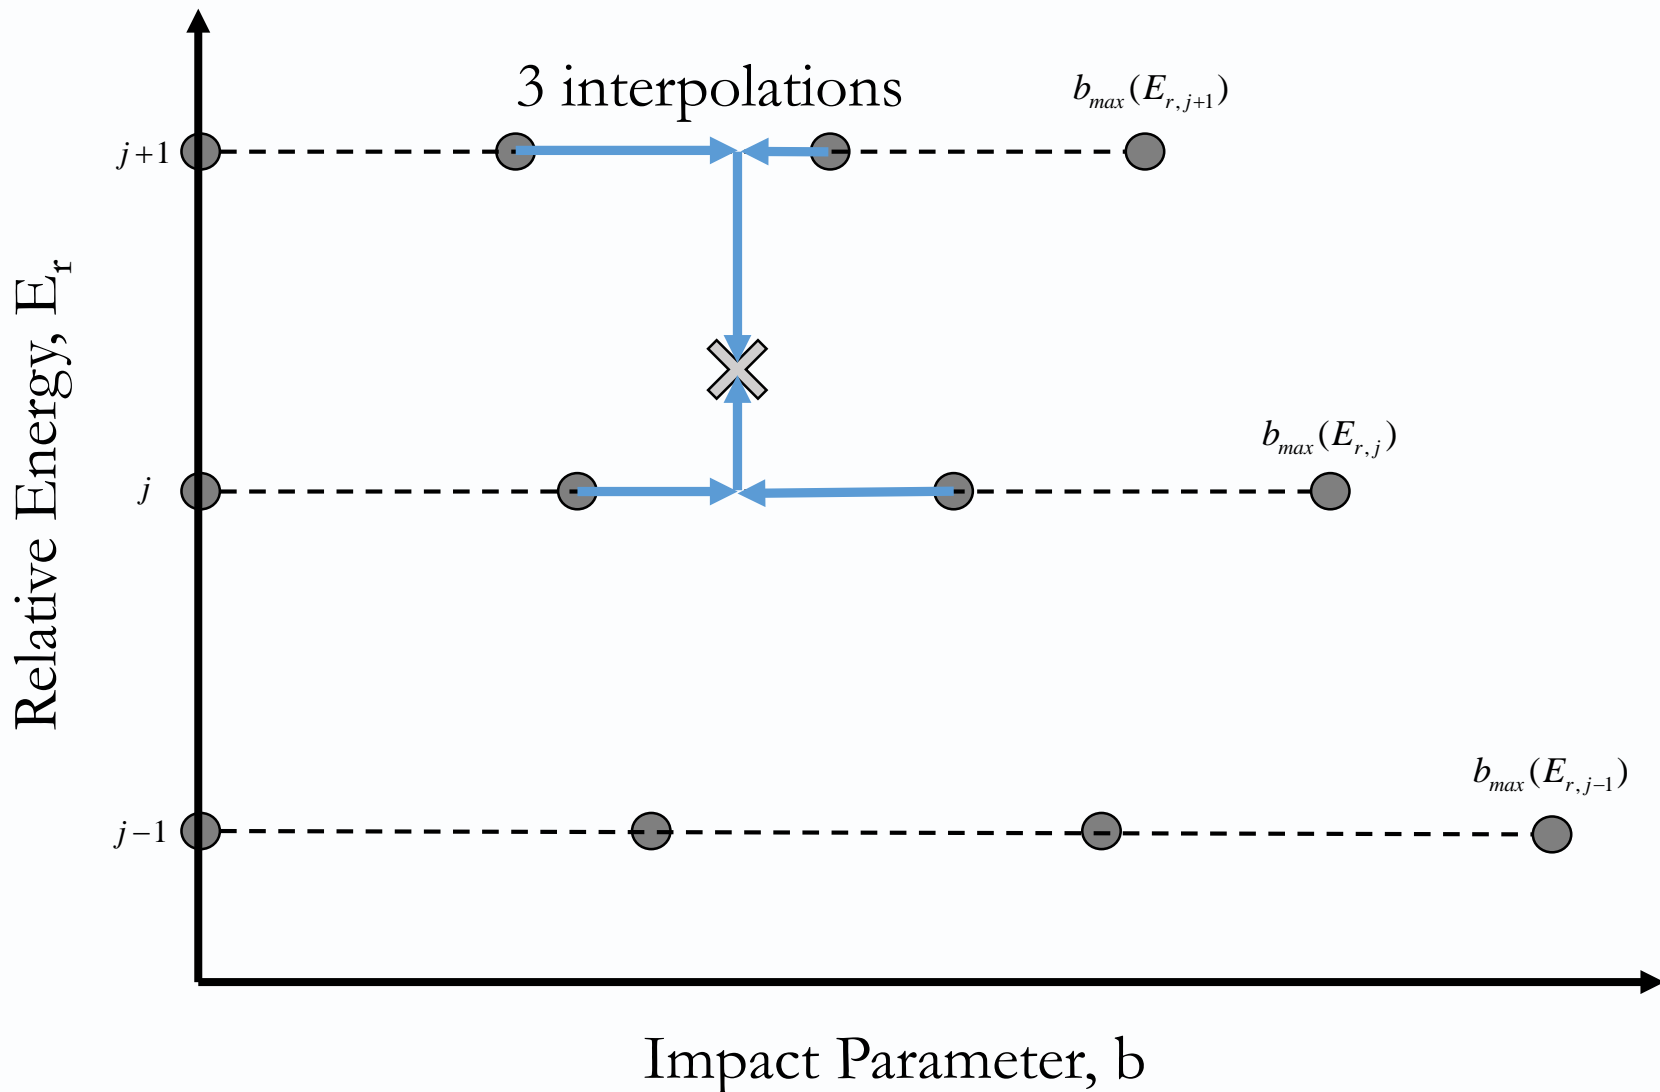 3 interpolations
b_max(E_r,j+1)
j+1
Relative Energy, E_r
b_max(E_r,j)
j
b_max(E_r,j−1)
j−1
Impact Parameter, b